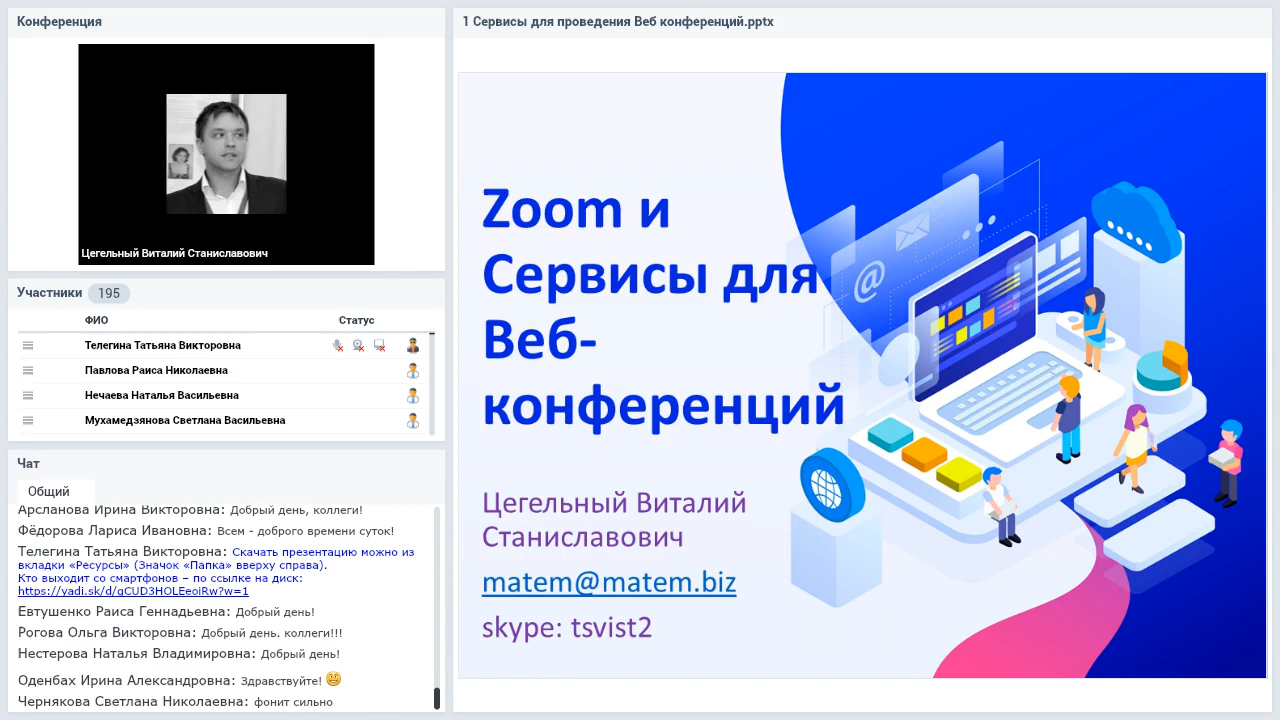 Конференция
Цегельный Виталий Станиславович
Участники 195
ФИО Статус
Телегина Татьяна Викторовна
Павлова Раиса Николаевна
Нечаева Наталья Васильевна
Мухамедзянова Светлана Васильевна
Чат
Общий
Арсланова Ирина Викторовна: Добрый день, коллеги!
Фёдорова Лариса Ивановна: Всем - доброго времени суток!
Телегина Татьяна Викторовна: Скачать презентацию можно из
вкладки «Ресурсы» (Значок «Папка» вверху справа).
Кто выходит со смартфонов – по ссылке на диск:
https://yadi.sk/d/gCUD3HOLEeoiRw?w=1
Евтушенко Раиса Геннадьевна: Добрый день!
Рогова Ольга Викторовна: Добрый день. коллеги!!!
Нестерова Наталья Владимировна: Добрый день!
Оденбах Ирина Александровна: Здравствуйте!
Чернякова Светлана Николаевна: фонит сильно
1 Сервисы для проведения Веб конференций.pptx
Zoom и
Сервисы для
Веб-
конференций
Цегельный Виталий
Станиславович
matem@matem.biz
skype: tsvist2
@